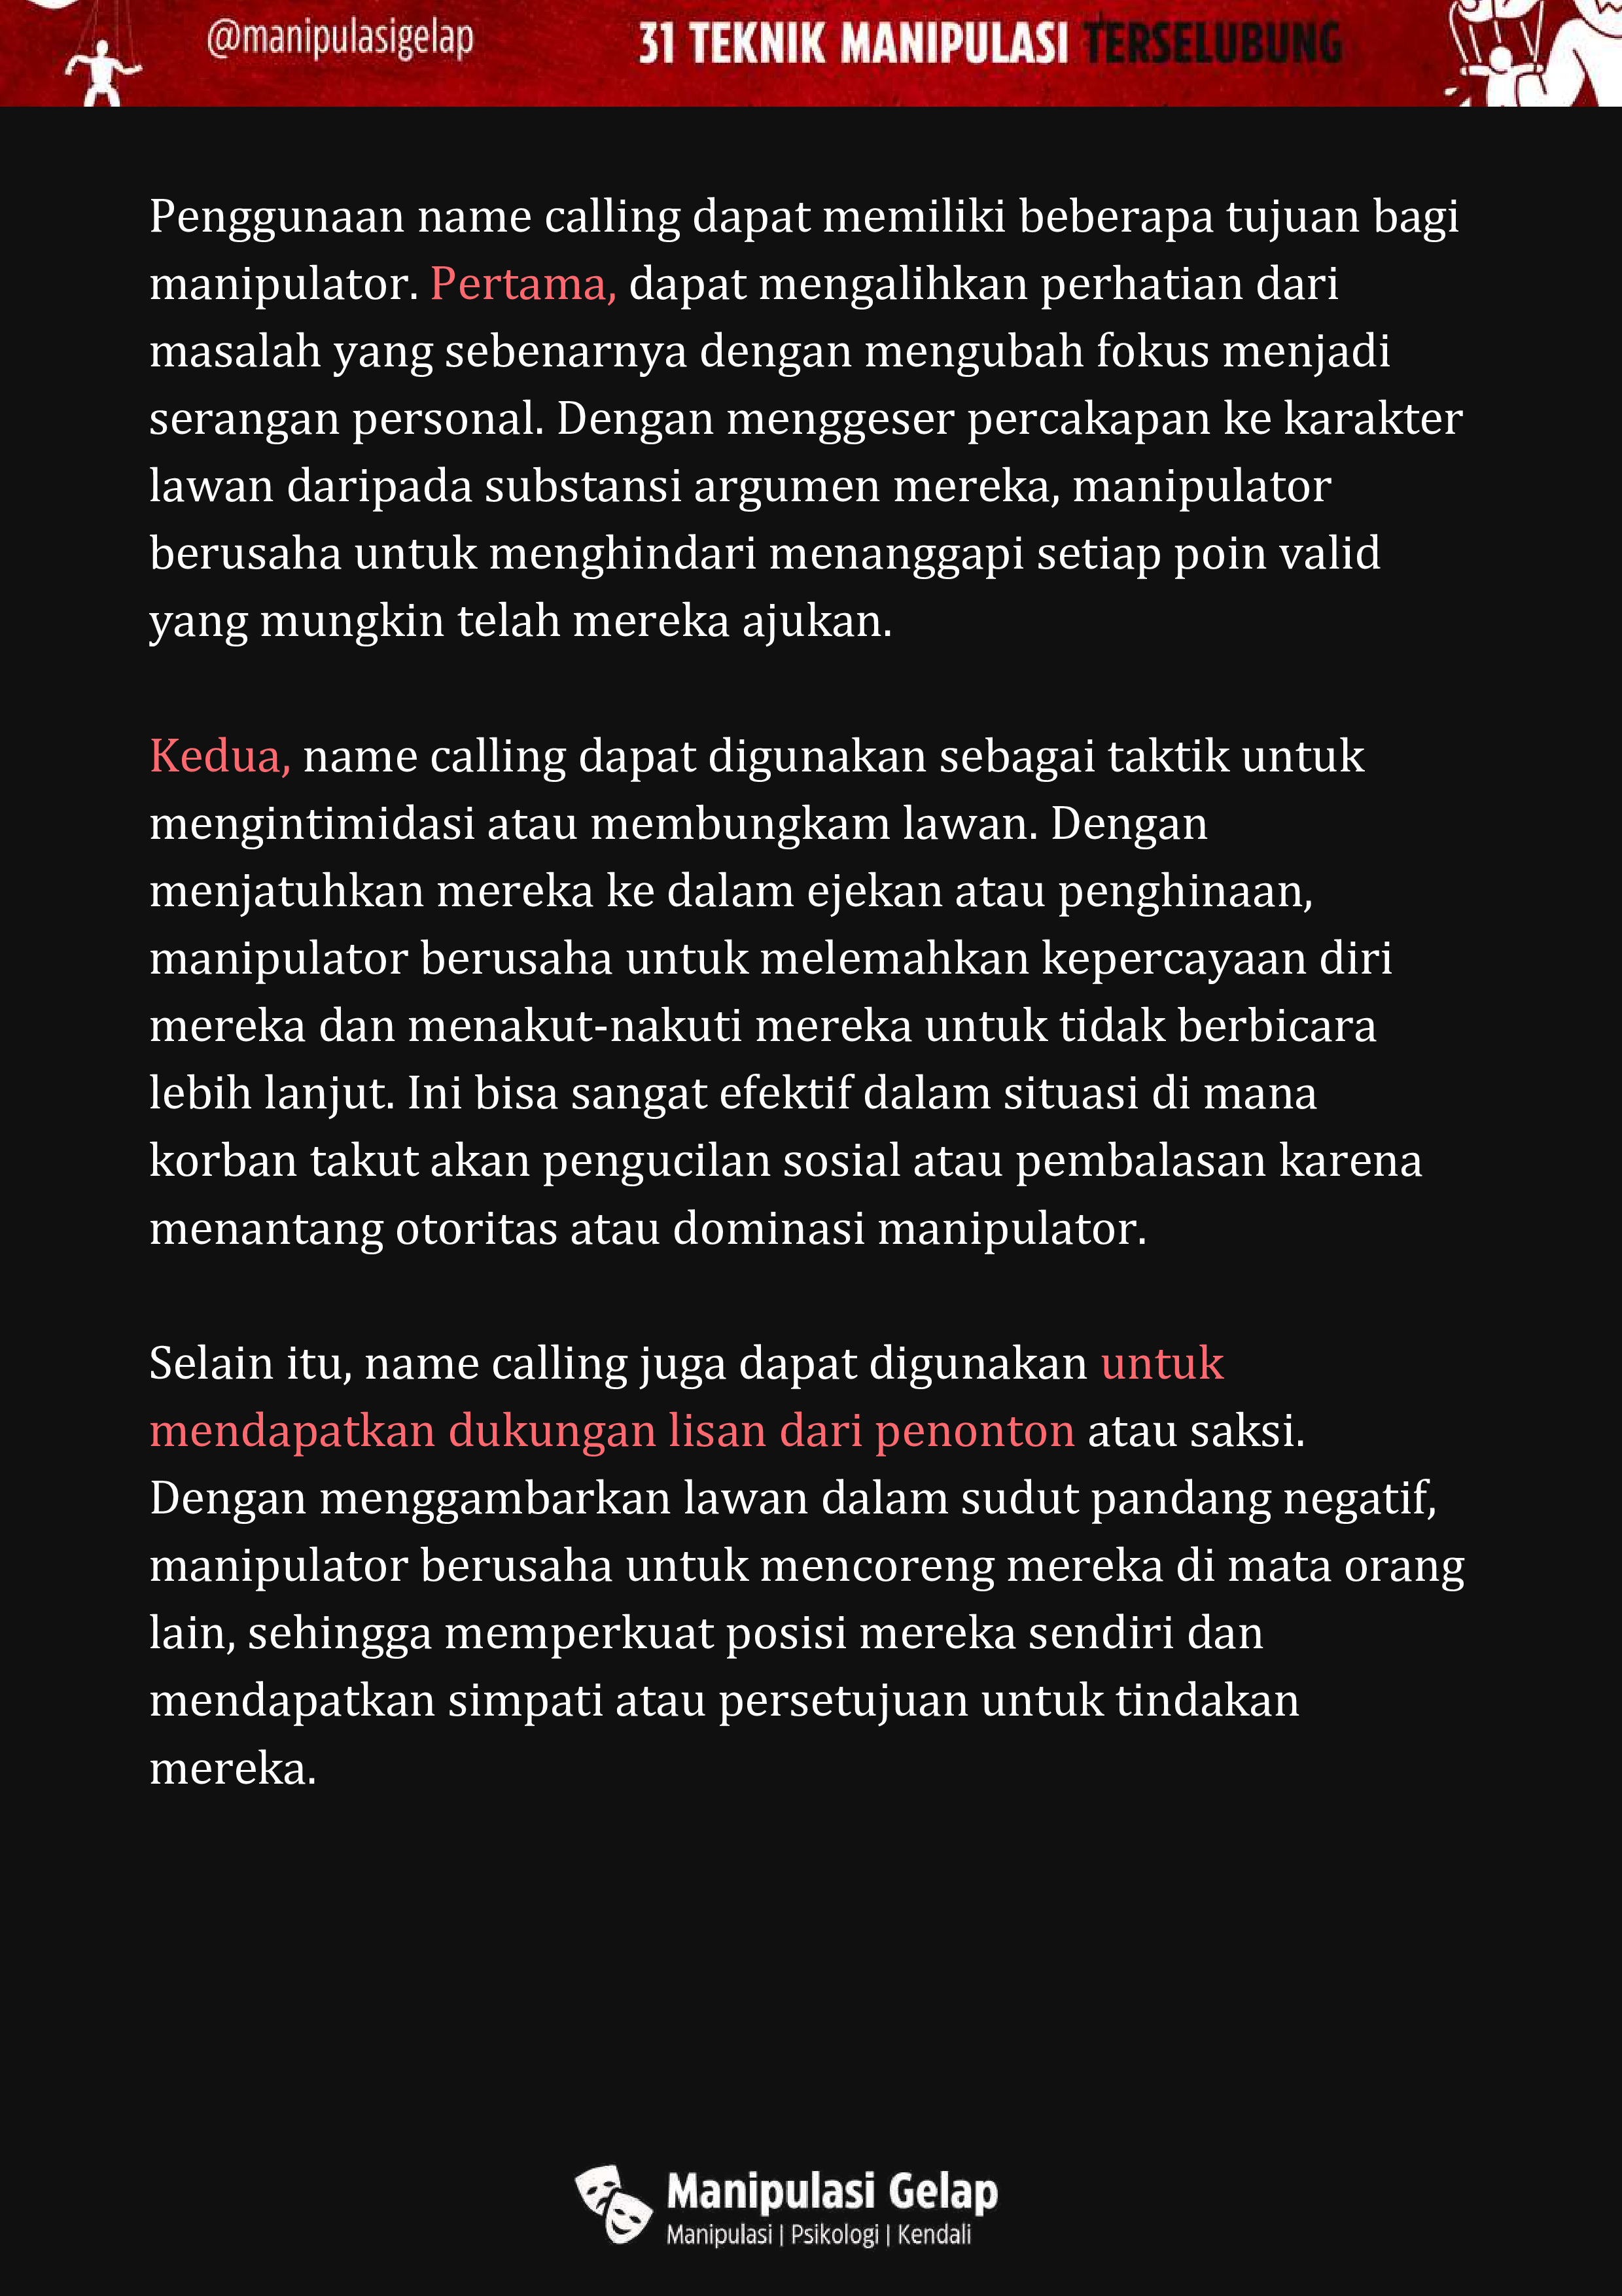 @manipulasigelap
31 TEKNIK MANIPULASI TERSELUBUNG
Penggunaan name calling dapat memiliki beberapa tujuan bagi
manipulator. Pertama, dapat mengalihkan perhatian dari
masalah yang sebenarnya dengan mengubah fokus menjadi
serangan personal. Dengan menggeser percakapan ke karakter
lawan daripada substansi argumen mereka, manipulator
berusaha untuk menghindari menanggapi setiap poin valid
yang mungkin telah mereka ajukan.
Kedua, name calling dapat digunakan sebagai taktik untuk
mengintimidasi atau membungkam lawan. Dengan
menjatuhkan mereka ke dalam ejekan atau penghinaan,
manipulator berusaha untuk melemahkan kepercayaan diri
mereka dan menakut-nakuti mereka untuk tidak berbicara
lebih lanjut. Ini bisa sangat efektif dalam situasi di mana
korban takut akan pengucilan sosial atau pembalasan karena
menantang otoritas atau dominasi manipulator.
Selain itu, name calling juga dapat digunakan untuk
mendapatkan dukungan lisan dari penonton atau saksi.
Dengan menggambarkan lawan dalam sudut pandang negatif,
manipulator berusaha untuk mencoreng mereka di mata orang
lain, sehingga memperkuat posisi mereka sendiri dan
mendapatkan simpati atau persetujuan untuk tindakan
mereka.
Manipulasi Gelap
Manipulasi | Psikologi | Kendali